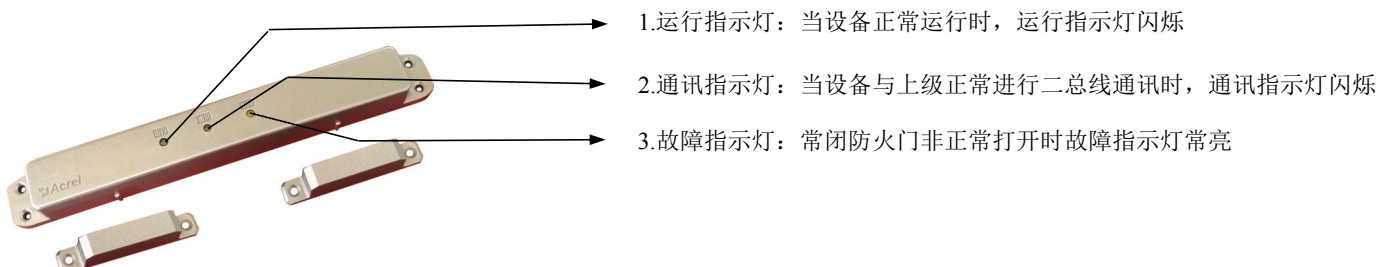 1.运行指示灯：当设备正常运行时，运行指示灯闪烁
2.通讯指示灯：当设备与上级正常进行二总线通讯时，通讯指示灯闪烁
3.故障指示灯：常闭防火门非正常打开时故障指示灯常亮
Acrel